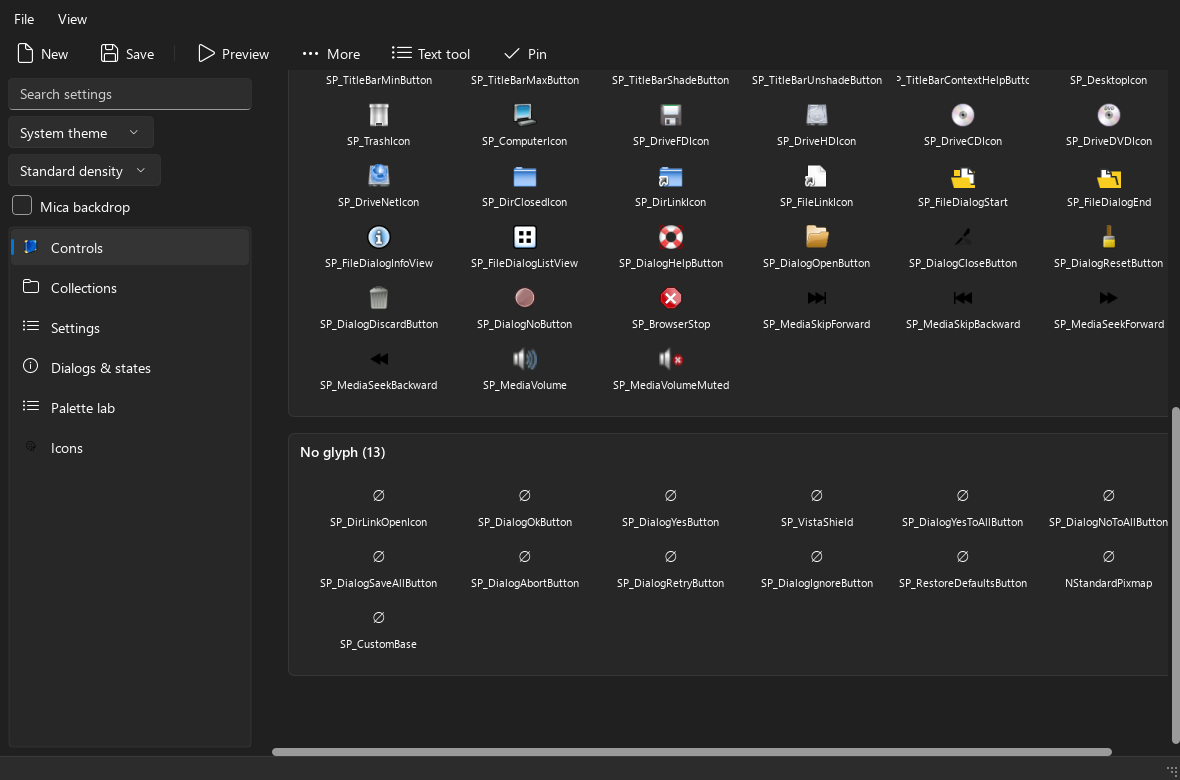 File View
New Save Preview More Text tool Pin
Search settings
System theme
Standard density
Mica backdrop
Controls
Collections
Settings
Dialogs & states
Palette lab
Icons
SP_TitleBarMinButton SP_TitleBarMaxButton SP_TitleBarShadeButton SP_TitleBarUnshadeButton P_TitleBarContextHelpButto SP_DesktopIcon
SP_TrashIcon SP_ComputerIcon SP_DriveFDIcon SP_DriveHDIcon SP_DriveCDIcon SP_DriveDVDIcon
SP_DriveNetIcon SP_DirClosedIcon SP_DirLinkIcon SP_FileLinkIcon SP_FileDialogStart SP_FileDialogEnd
SP_FileDialogInfoView SP_FileDialogListView SP_DialogHelpButton SP_DialogOpenButton SP_DialogCloseButton SP_DialogResetButton
SP_DialogDiscardButton SP_DialogNoButton SP_BrowserStop SP_MediaSkipForward SP_MediaSkipBackward SP_MediaSeekForward
SP_MediaSeekBackward SP_MediaVolume SP_MediaVolumeMuted
No glyph (13)
∅ ∅ ∅ ∅ ∅ ∅
SP_DirLinkOpenIcon SP_DialogOkButton SP_DialogYesButton SP_VistaShield SP_DialogYesToAllButton SP_DialogNoToAllButton
∅ ∅ ∅ ∅ ∅ ∅
SP_DialogSaveAllButton SP_DialogAbortButton SP_DialogRetryButton SP_DialogIgnoreButton SP_RestoreDefaultsButton NStandardPixmap
∅
SP_CustomBase